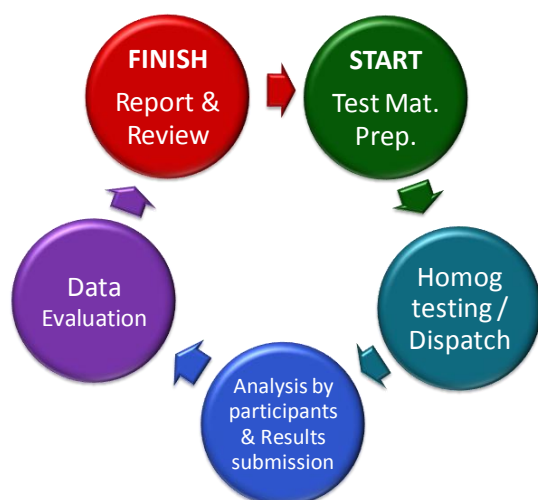 FINISH
Report &
Review
START
Test Mat.
Prep.
Homog
testing /
Dispatch
Analysis by
participants
& Results
submission
Data
Evaluation